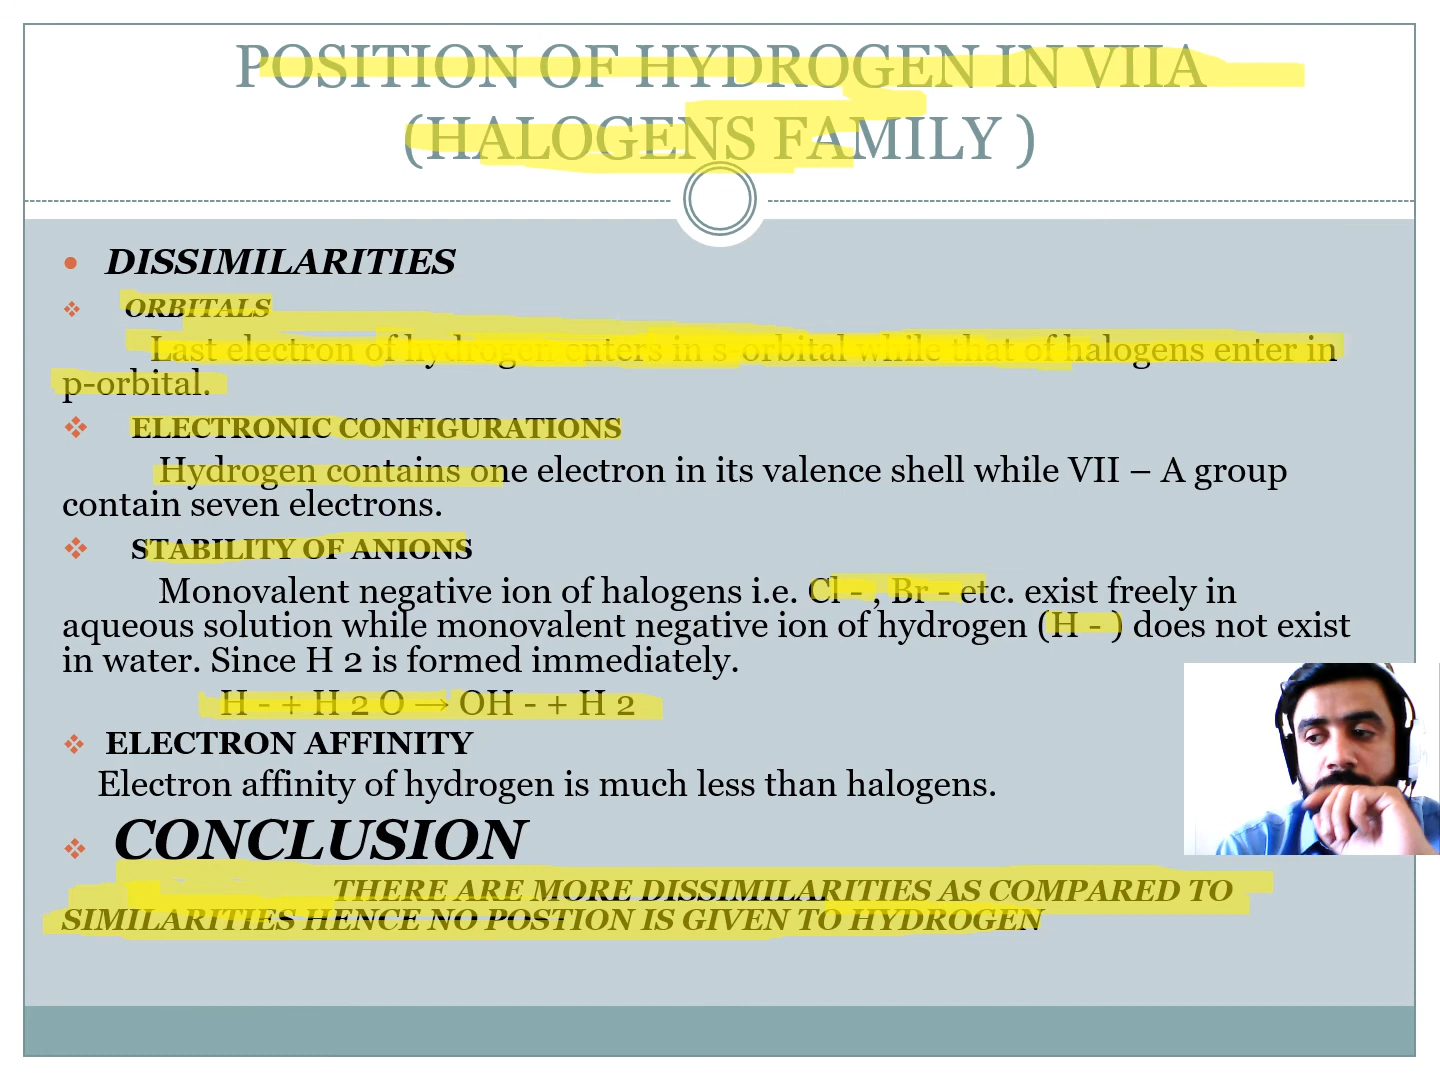 POSITION OF HYDROGEN IN VIIA
(HALOGENS FAMILY )
DISSIMILARITIES
ORBITALS
Last electron of hydrogen enters in s-orbital while that of halogens enter in
p-orbital.
ELECTRONIC CONFIGURATIONS
Hydrogen contains one electron in its valence shell while VII – A group
contain seven electrons.
STABILITY OF ANIONS
Monovalent negative ion of halogens i.e. Cl - , Br - etc. exist freely in
aqueous solution while monovalent negative ion of hydrogen (H - ) does not exist
in water. Since H 2 is formed immediately.
H - + H 2 O → OH - + H 2
ELECTRON AFFINITY
Electron affinity of hydrogen is much less than halogens.
CONCLUSION
THERE ARE MORE DISSIMILARITIES AS COMPARED TO
SIMILARITIES HENCE NO POSTION IS GIVEN TO HYDROGEN